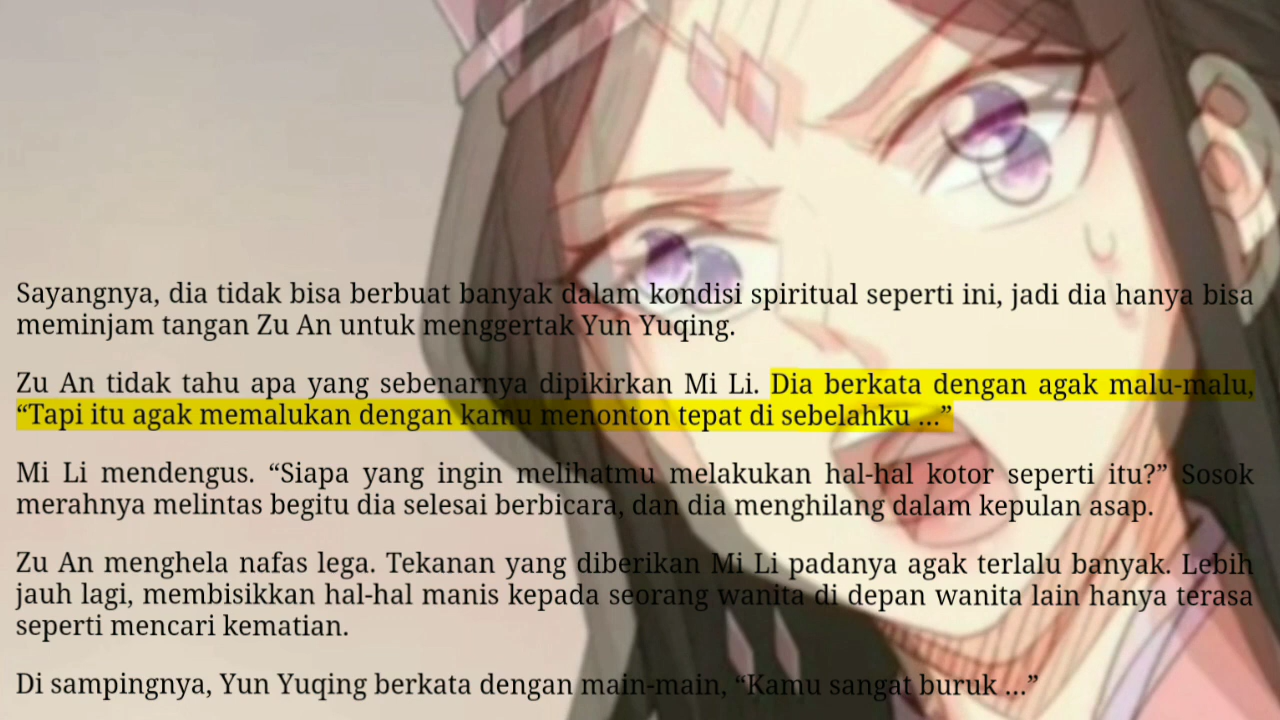 Sayangnya, dia tidak bisa berbuat banyak dalam kondisi spiritual seperti ini, jadi dia hanya bisa
meminjam tangan Zu An untuk menggertak Yun Yuqing.
Zu An tidak tahu apa yang sebenarnya dipikirkan Mi Li. Dia berkata dengan agak malu-malu,
“Tapi itu agak memalukan dengan kamu menonton tepat di sebelahku ...”
Mi Li mendengus. “Siapa yang ingin melihatmu melakukan hal-hal kotor seperti itu?” Sosok
merahnya melintas begitu dia selesai berbicara, dan dia menghilang dalam kepulan asap.
Zu An menghela nafas lega. Tekanan yang diberikan Mi Li padanya agak terlalu banyak. Lebih
jauh lagi, membisikkan hal-hal manis kepada seorang wanita di depan wanita lain hanya terasa
seperti mencari kematian.
Di sampingnya, Yun Yuqing berkata dengan main-main, “Kamu sangat buruk ...”